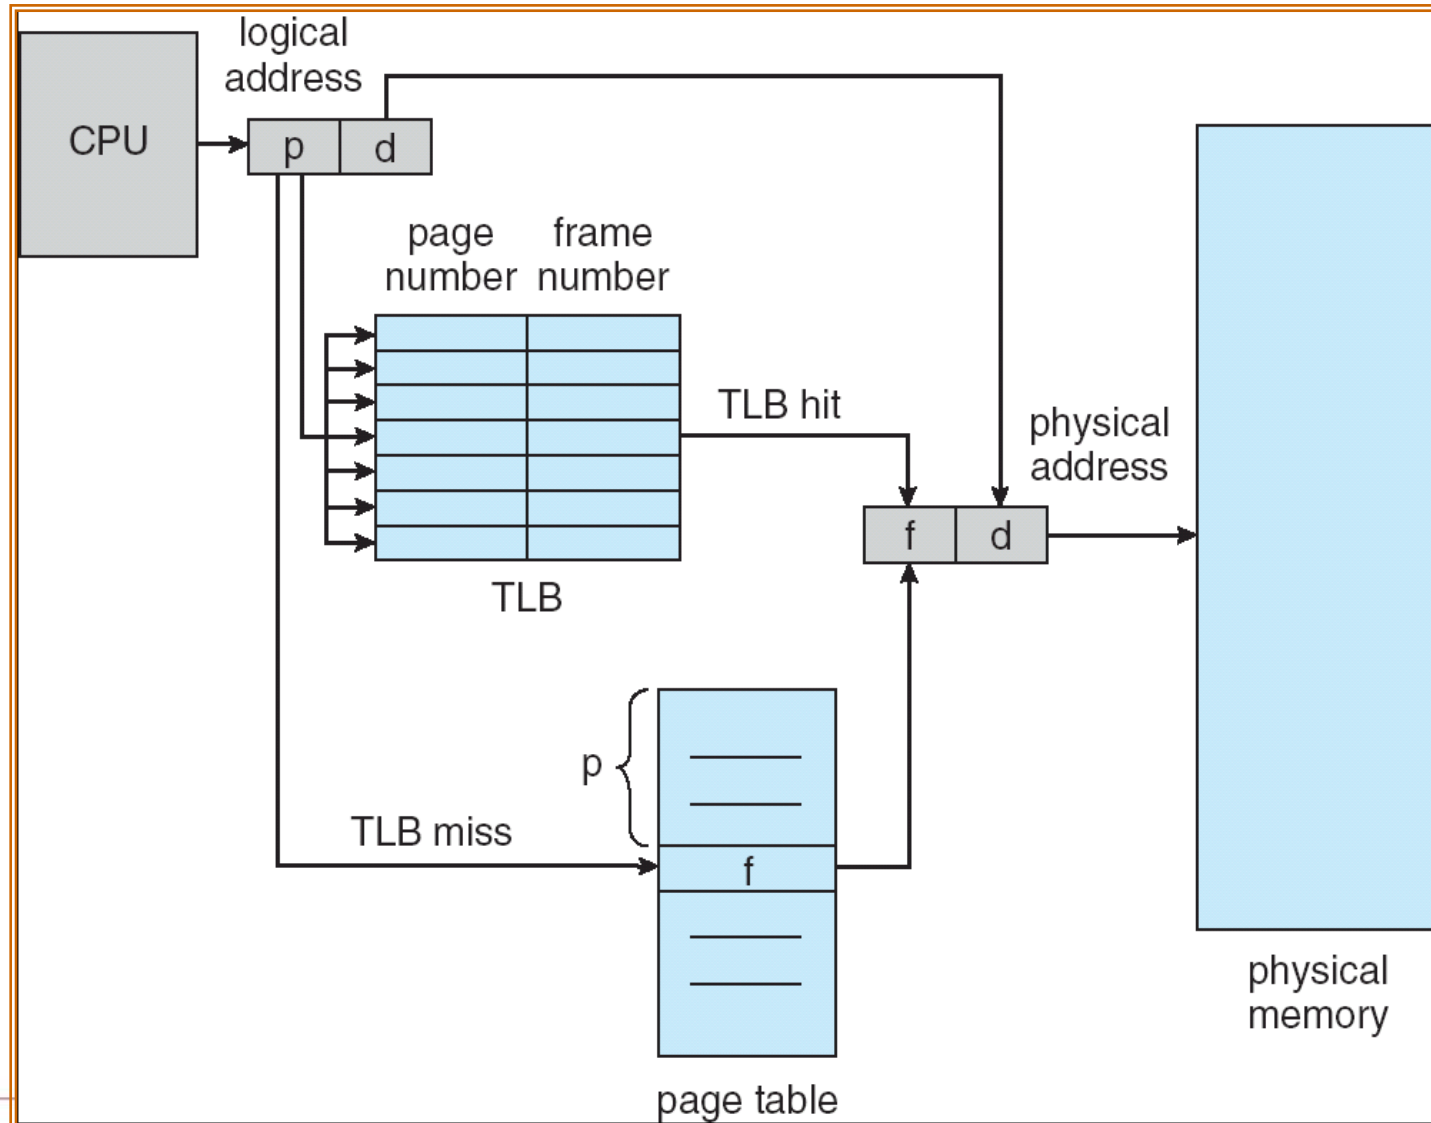 logical
address
CPU
p
d
page
number
frame
number
TLB hit
physical
address
f
d
TLB
p
TLB miss
f
physical
memory
page table